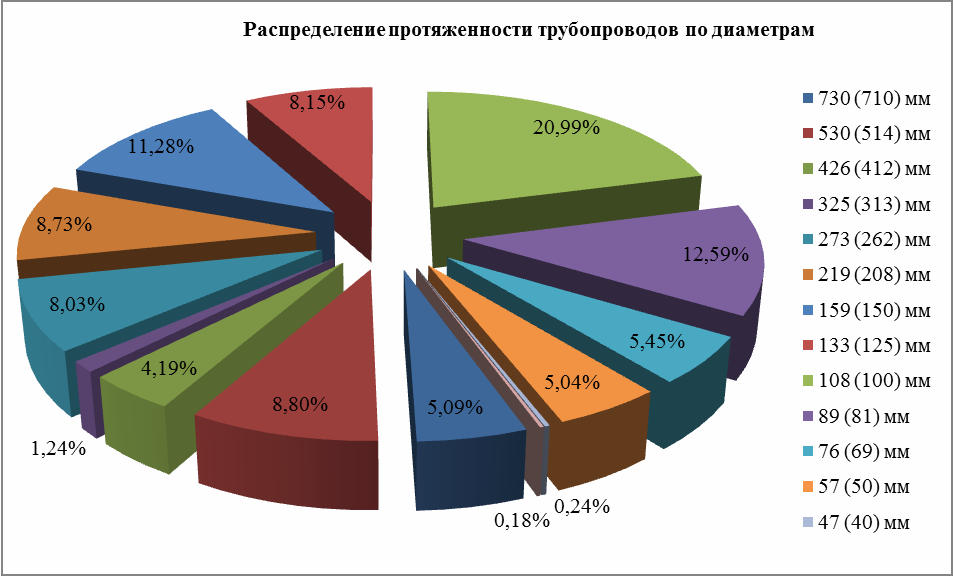 Распределение протяженности трубопроводов по диаметрам
8,15%
20,99%
11,28%
8,73%
12,59%
8,03%
5,45%
4,19%
5,04%
8,80%
5,09%
1,24%
0,18%
0,24%
730 (710) мм
530 (514) мм
426 (412) мм
325 (313) мм
273 (262) мм
219 (208) мм
159 (150) мм
133 (125) мм
108 (100) мм
89 (81) мм
76 (69) мм
57 (50) мм
47 (40) мм